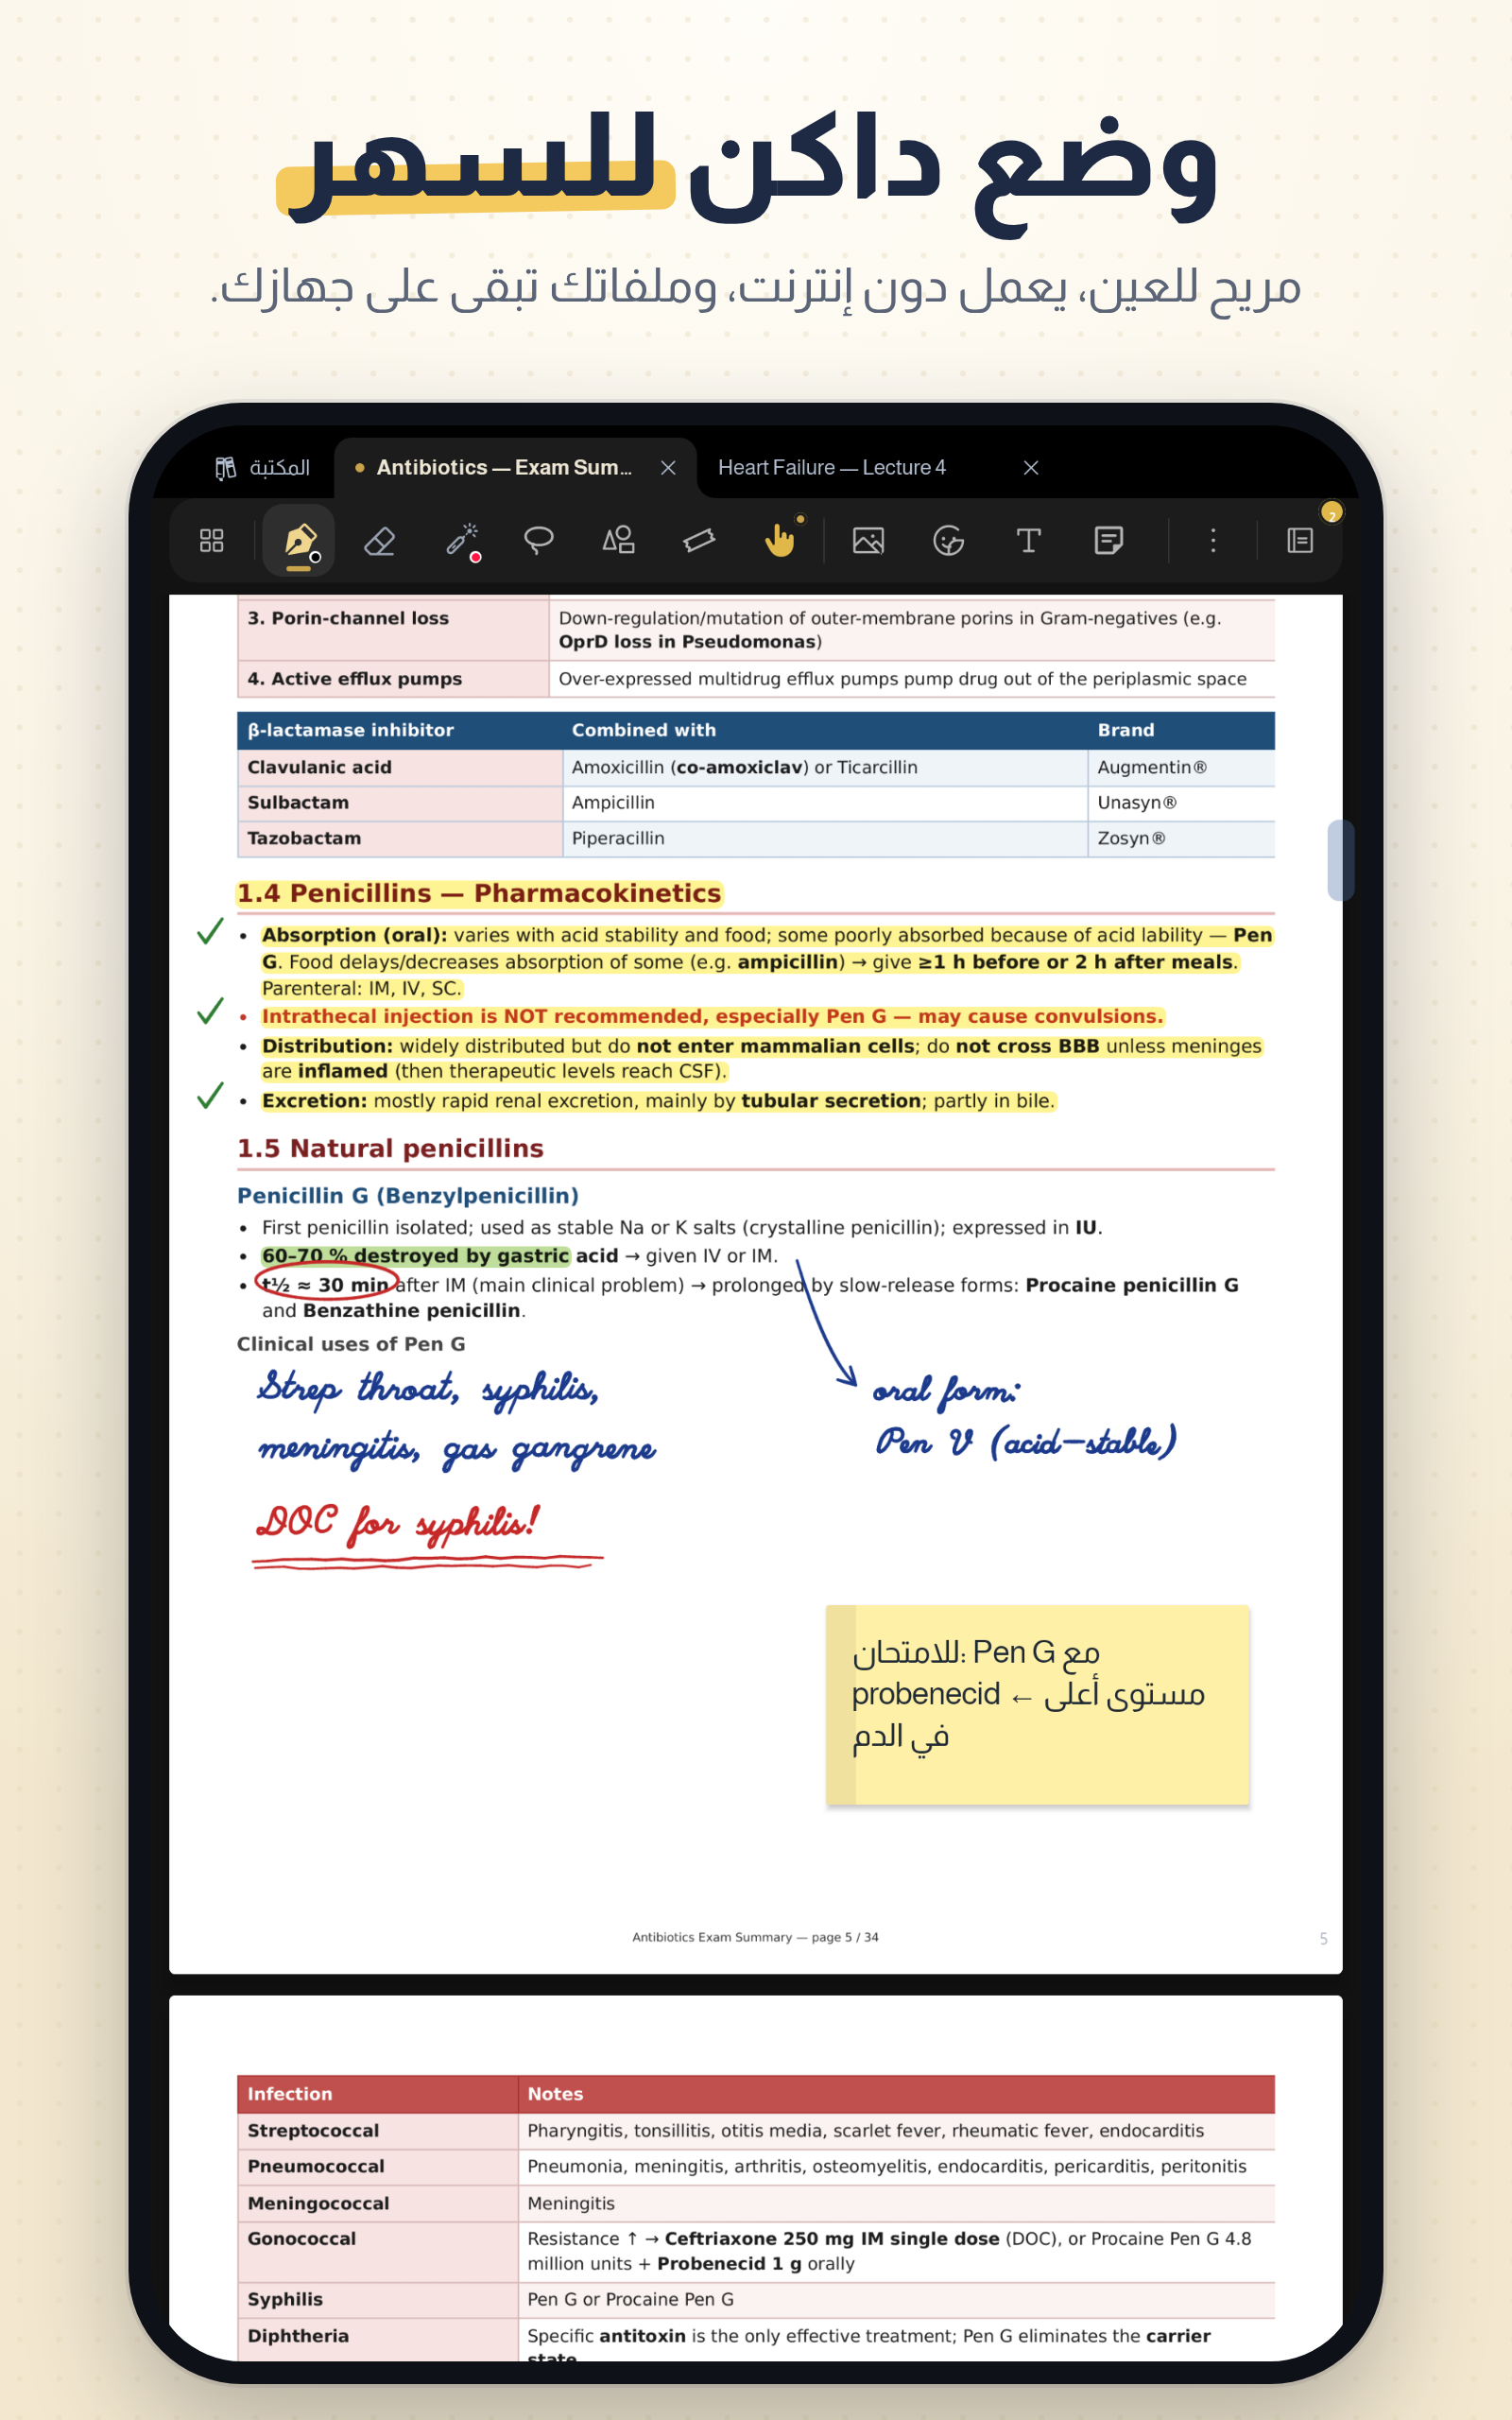 وضع داكن للسهر
مريح للعين، يعمل دون إنترنت، وملفاتك تبقى على جهازك.
المكتبة
Antibiotics — Exam Sum…
Heart Failure — Lecture 4
2
3. Porin-channel loss
Down-regulation/mutation of outer-membrane porins in Gram-negatives (e.g.
OprD loss in Pseudomonas)
4. Active efflux pumps
Over-expressed multidrug efflux pumps pump drug out of the periplasmic space
β-lactamase inhibitor
Combined with
Brand
Clavulanic acid
Amoxicillin (co-amoxiclav) or Ticarcillin
Augmentin®
Sulbactam
Ampicillin
Unasyn®
Tazobactam
Piperacillin
Zosyn®
1.4 Penicillins — Pharmacokinetics
• Absorption (oral): varies with acid stability and food; some poorly absorbed because of acid lability — Pen
G. Food delays/decreases absorption of some (e.g. ampicillin) → give ≥1 h before or 2 h after meals.
Parenteral: IM, IV, SC.
• Intrathecal injection is NOT recommended, especially Pen G — may cause convulsions.
• Distribution: widely distributed but do not enter mammalian cells; do not cross BBB unless meninges
are inflamed (then therapeutic levels reach CSF).
• Excretion: mostly rapid renal excretion, mainly by tubular secretion; partly in bile.
1.5 Natural penicillins
Penicillin G (Benzylpenicillin)
• First penicillin isolated; used as stable Na or K salts (crystalline penicillin); expressed in IU.
• 60–70 % destroyed by gastric acid → given IV or IM.
• t½ ≈ 30 min after IM (main clinical problem) → prolonged by slow-release forms: Procaine penicillin G
and Benzathine penicillin.
Clinical uses of Pen G
Strep throat, syphilis,
meningitis, gas gangrene
oral form:
Pen V (acid-stable)
DOC for syphilis!
للامتحان: Pen G مع
probenecid ← مستوى أعلى
في الدم
Antibiotics Exam Summary — page 5 / 34
5
Infection
Notes
Streptococcal
Pharyngitis, tonsillitis, otitis media, scarlet fever, rheumatic fever, endocarditis
Pneumococcal
Pneumonia, meningitis, arthritis, osteomyelitis, endocarditis, pericarditis, peritonitis
Meningococcal
Meningitis
Gonococcal
Resistance ↑ → Ceftriaxone 250 mg IM single dose (DOC), or Procaine Pen G 4.8
million units + Probenecid 1 g orally
Syphilis
Pen G or Procaine Pen G
Diphtheria
Specific antitoxin is the only effective treatment; Pen G eliminates the carrier
state